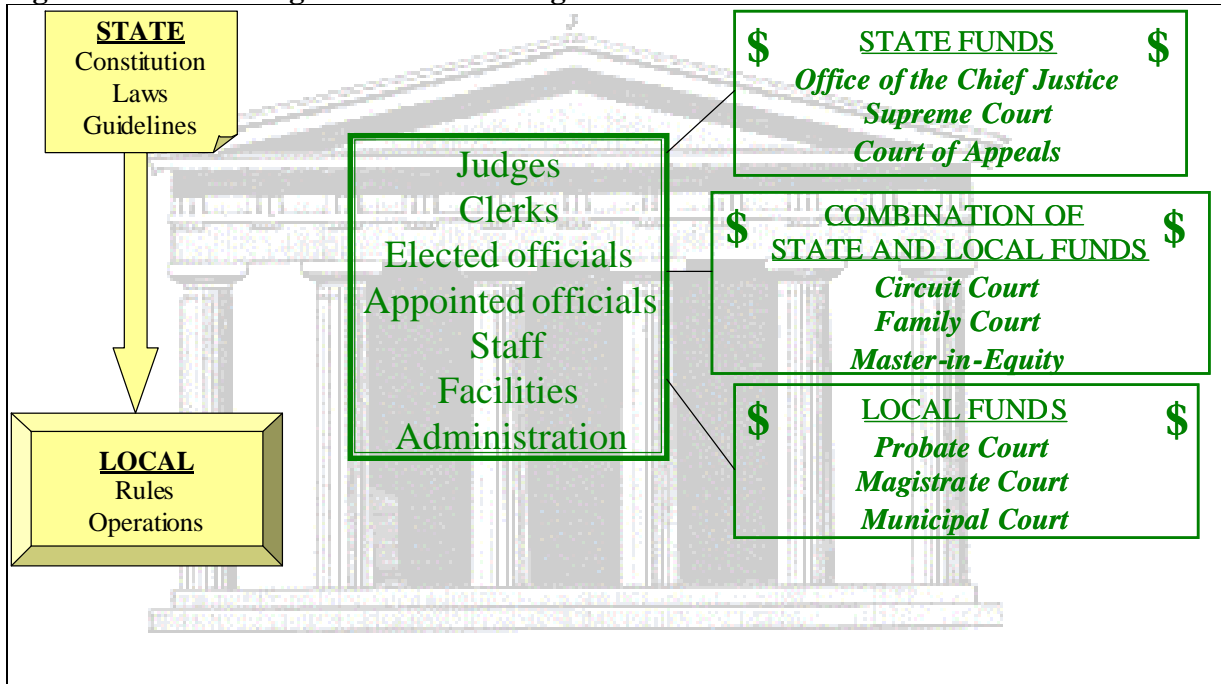 STATE
Constitution
Laws
Guidelines
LOCAL
Rules
Operations
Judges
Clerks
Elected officials
Appointed officials
Staff
Facilities
Administration
$ STATE FUNDS $
Office of the Chief Justice
Supreme Court
Court of Appeals
$ COMBINATION OF $
STATE AND LOCAL FUNDS
Circuit Court
Family Court
Master-in-Equity
$ LOCAL FUNDS $
Probate Court
Magistrate Court
Municipal Court